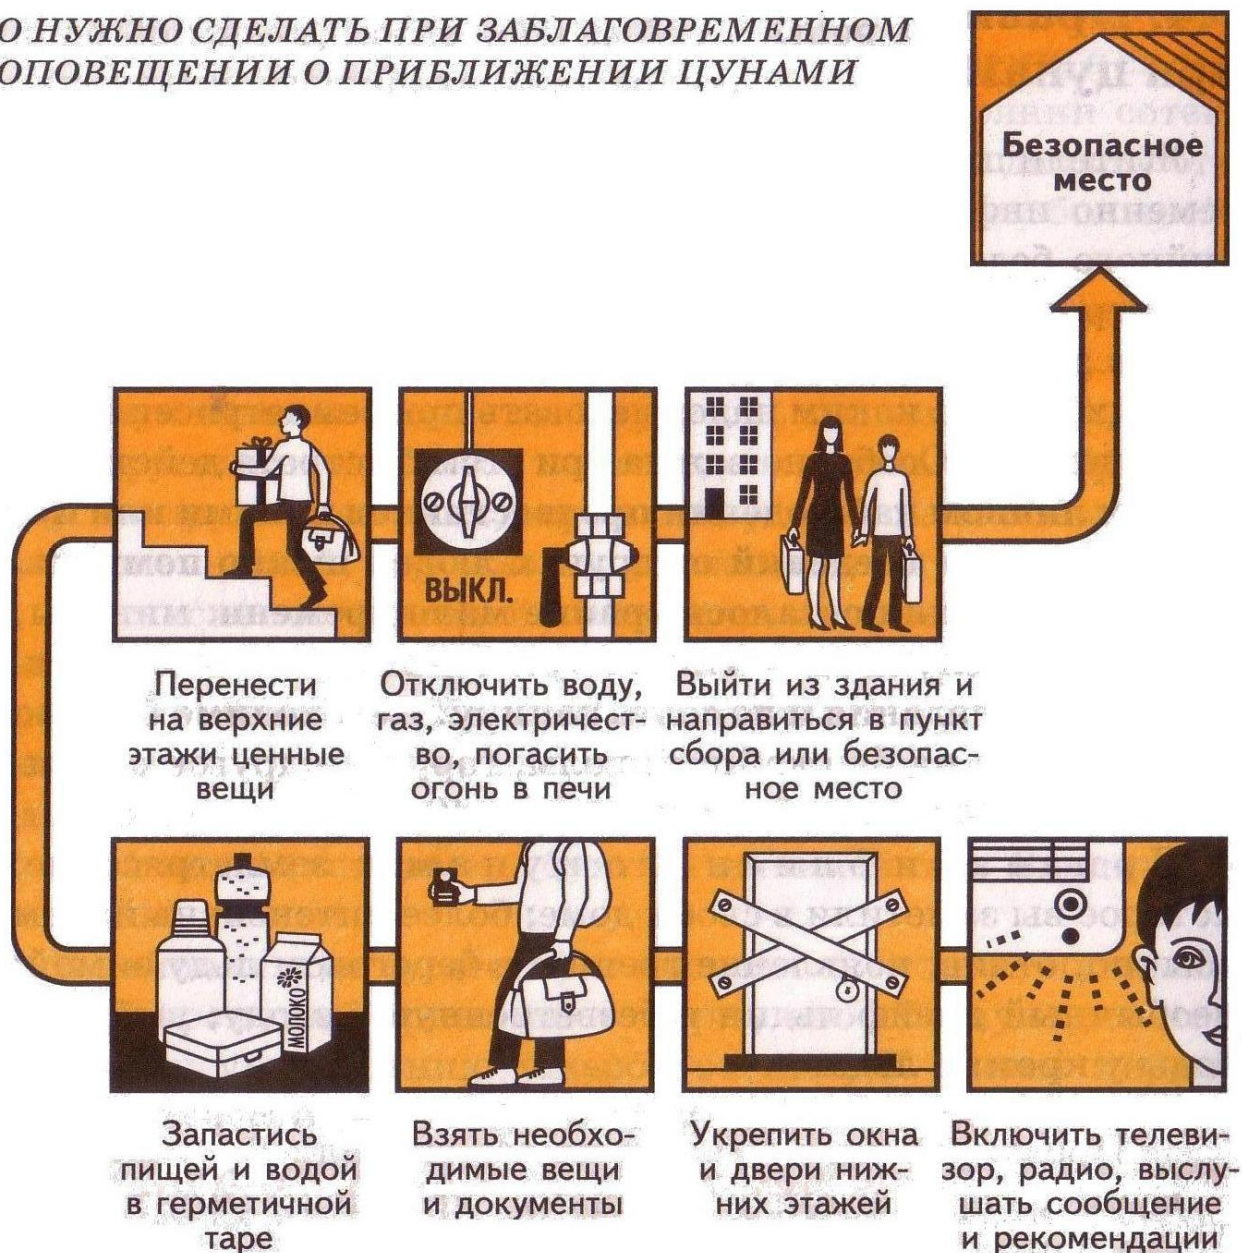 О НУЖНО СДЕЛАТЬ ПРИ ЗАБЛАГОВРЕМЕННОМ
ОПОВЕЩЕНИИ О ПРИБЛИЖЕНИИ ЦУНАМИ
Безопасное
место
ВЫКЛ.
Перенести
на верхние
этажи ценные
вещи
Отключить воду,
газ, электричест-
во, погасить
огонь в печи
Выйти из здания и
направиться в пункт
сбора или безопас-
ное место
МОЛОКО
Запастись
пищей и водой
в герметичной
таре
Взять необхо-
димые вещи
и документы
Укрепить окна
и двери ниж-
них этажей
Включить телеви-
зор, радио, выслу-
шать сообщение
и рекомендации